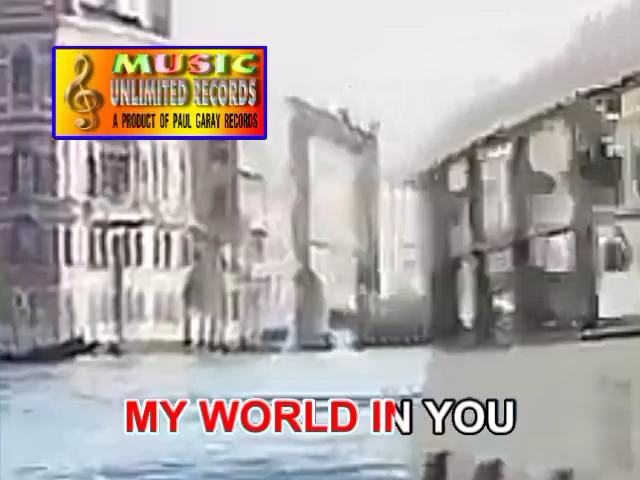 MUSIC
UNLIMITED RECORDS
A PRODUCT OF PAUL GARAY RECORDS
MY WORLD IN YOU